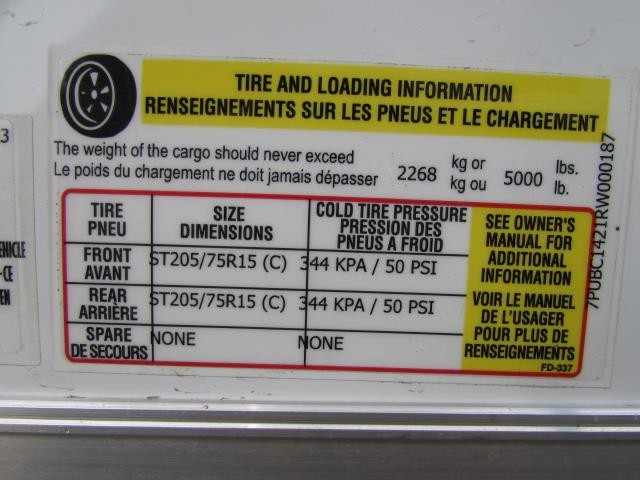 TIRE AND LOADING INFORMATION
RENSEIGNEMENTS SUR LES PNEUS ET LE CHARGEMENT
The weight of the cargo should never exceed
Le poids du chargement ne doit jamais dépasser 2268 kg or kg ou 5000 lbs. lb.
TIRE PNEU
SIZE DIMENSIONS
COLD TIRE PRESSURE
PRESSION DES
PNEUS A FROID
FRONT AVANT ST205/75R15 (C) 344 KPA / 50 PSI
REAR ARRIÈRE ST205/75R15 (C) 344 KPA / 50 PSI
SPARE DE SECOURS NONE NONE
SEE OWNER'S
MANUAL FOR
ADDITIONAL
INFORMATION
VOIR LE MANUEL
DE L'USAGER
POUR PLUS DE
RENSEIGNEMENTS
FD-337
7PUBC1421RW000187
3
-CE
EN